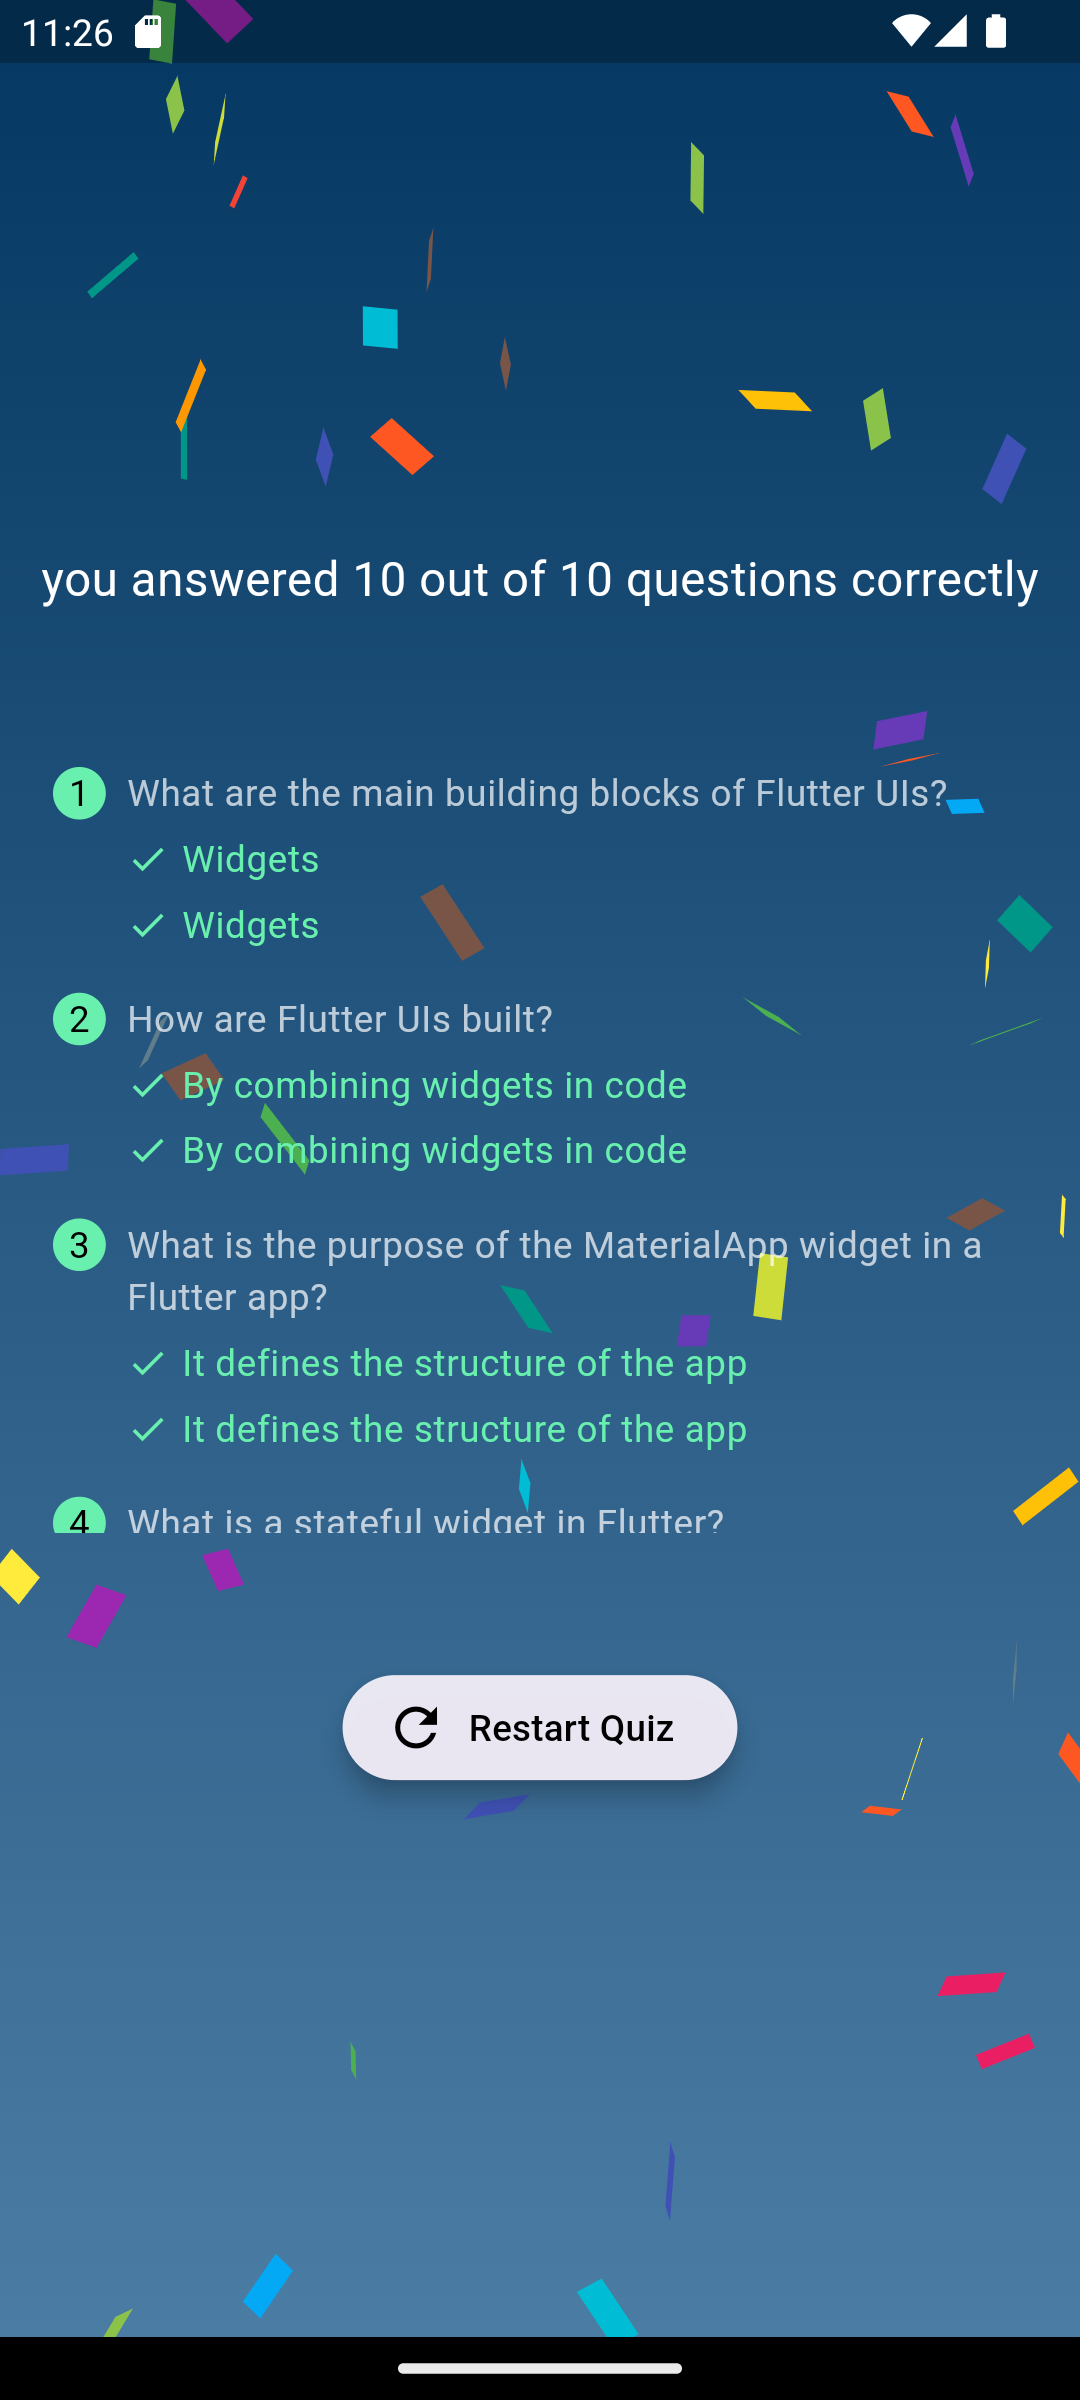 11:26
you answered 10 out of 10 questions correctly
1 What are the main building blocks of Flutter UIs?
Widgets
Widgets
2 How are Flutter UIs built?
By combining widgets in code
By combining widgets in code
3 What is the purpose of the MaterialApp widget in a
Flutter app?
It defines the structure of the app
It defines the structure of the app
4 What is a stateful widget in Flutter?
Restart Quiz